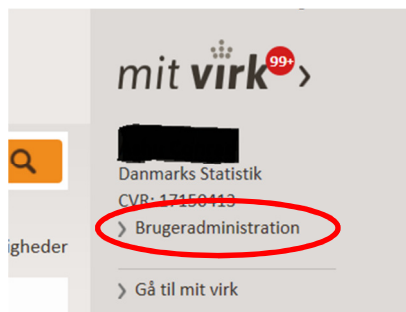 mit virk 99+
Danmarks Statistik
CVR: 17150413
Brugeradministration
igheder
Gå til mit virk